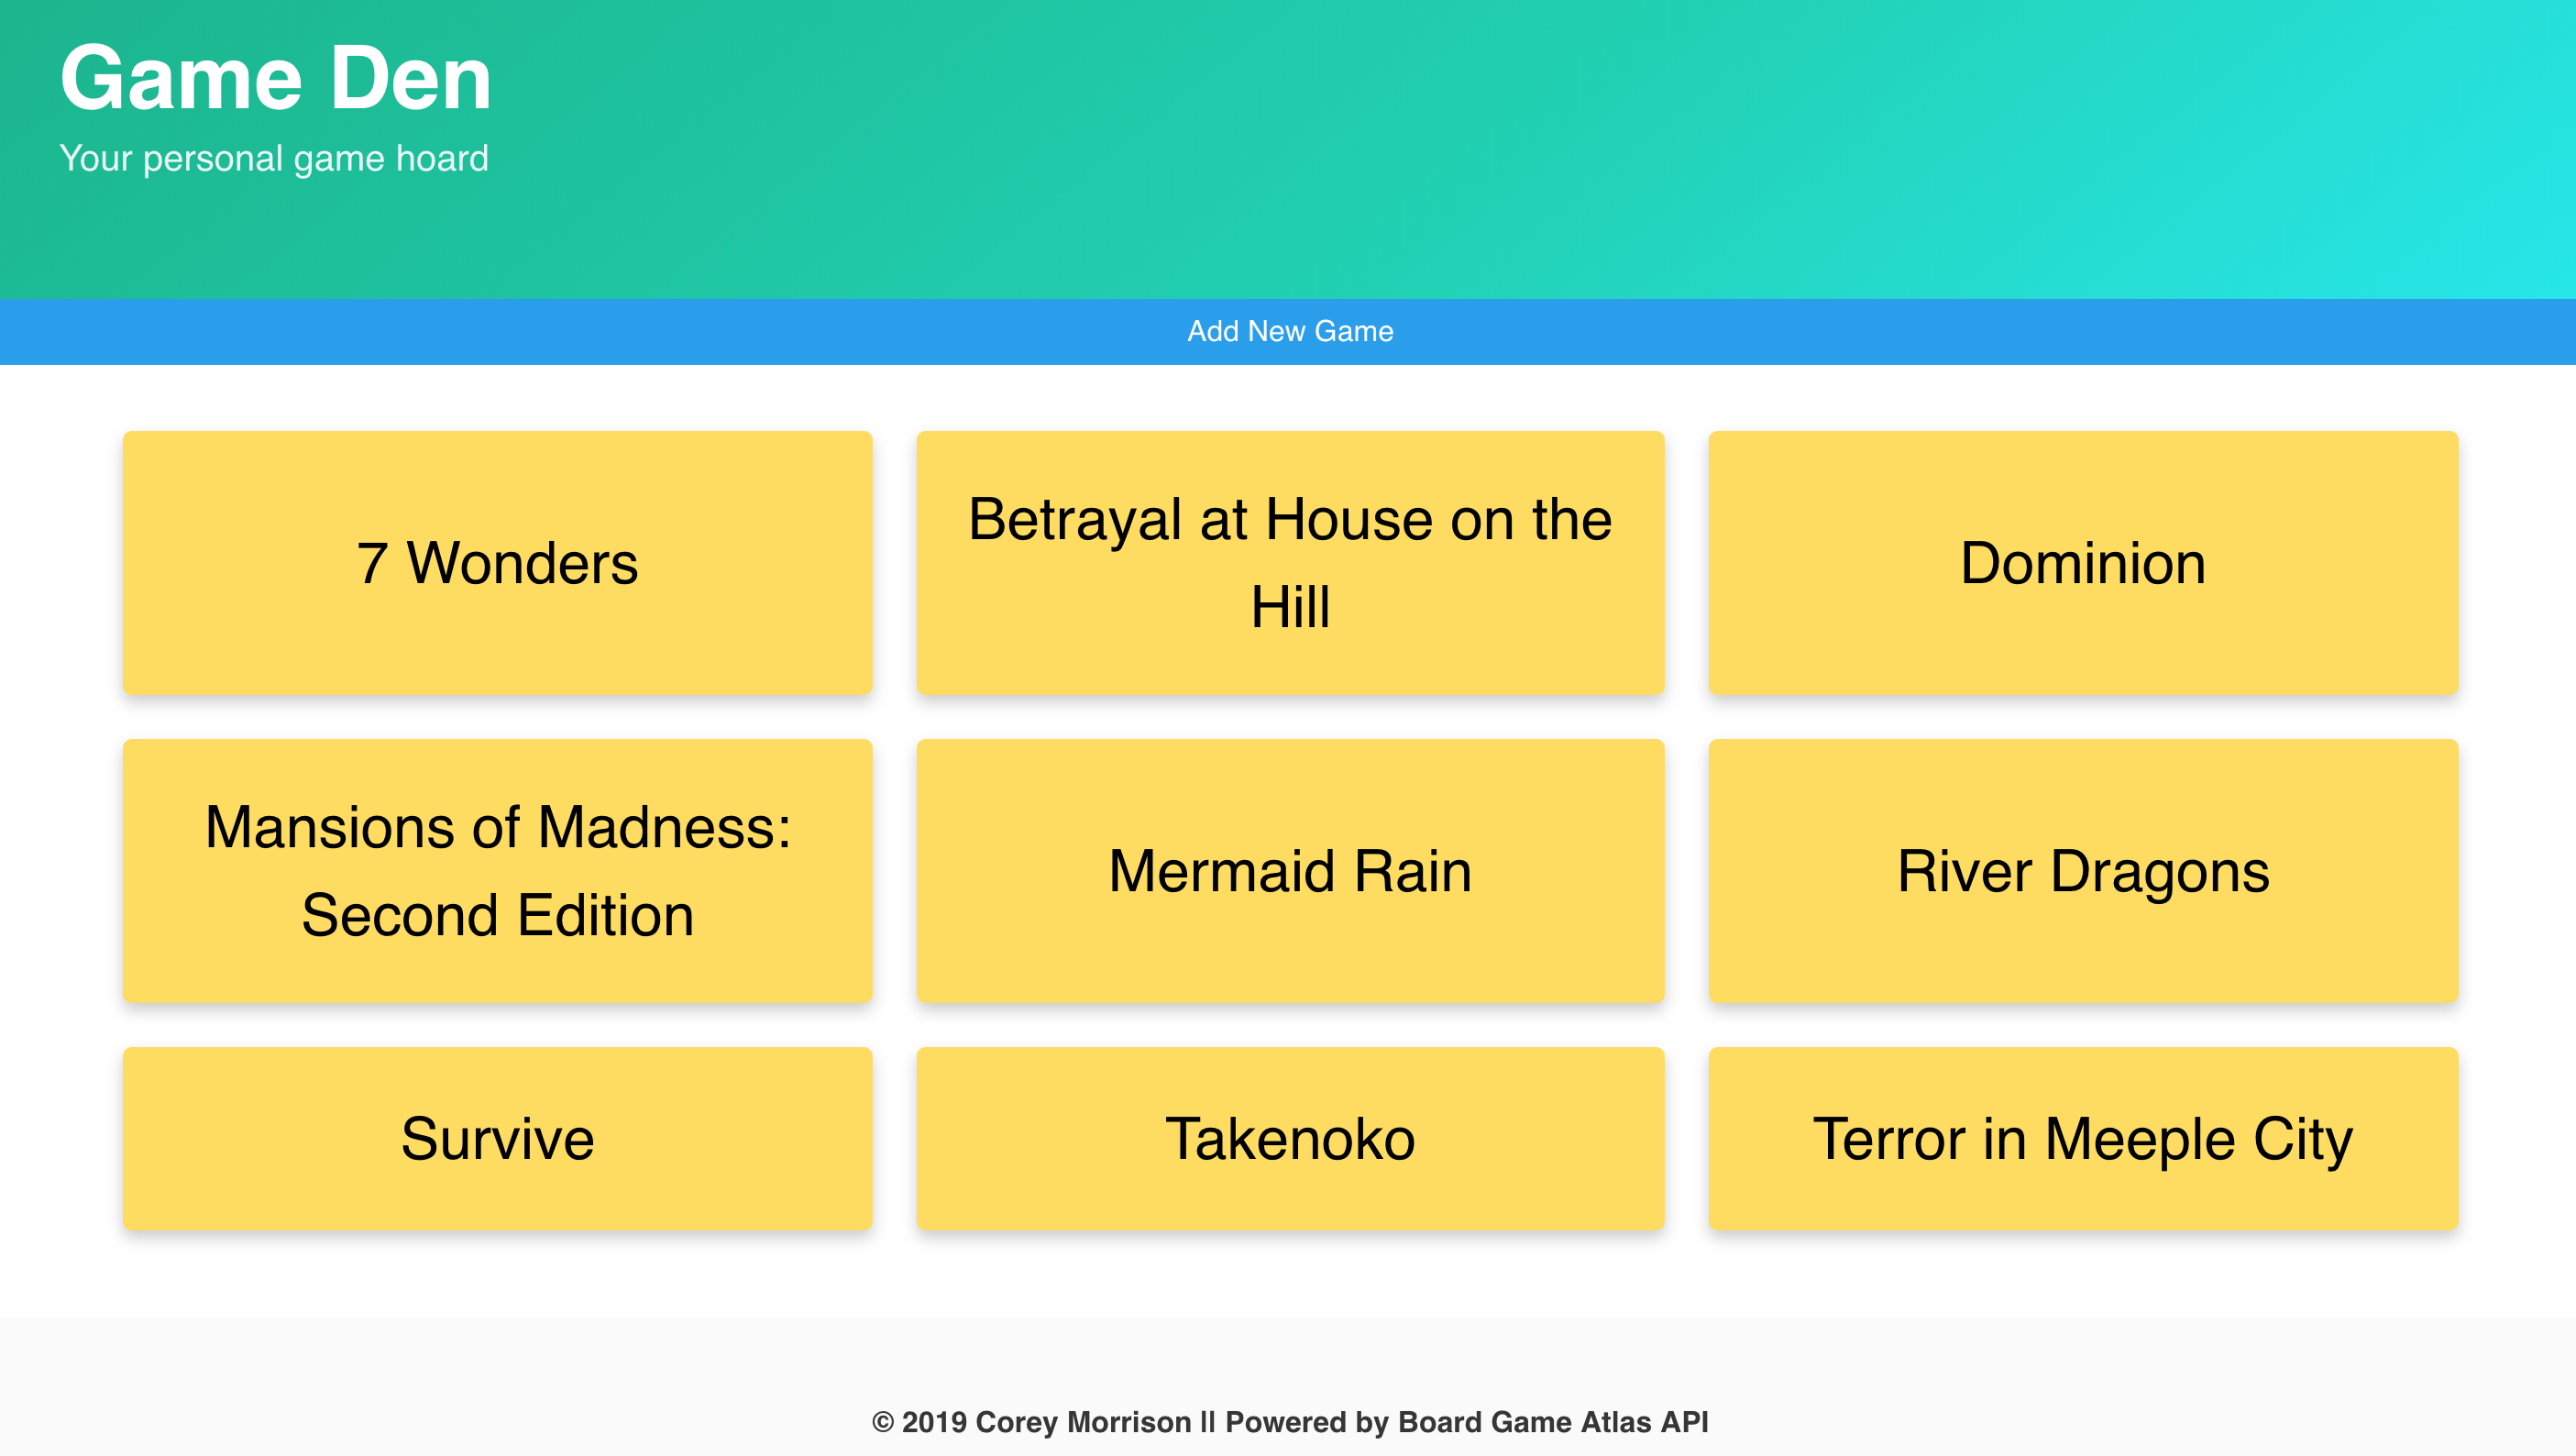 Game Den
Your personal game hoard
Add New Game
7 Wonders
Betrayal at House on the
Hill
Dominion
Mansions of Madness:
Second Edition
Mermaid Rain
River Dragons
Survive
Takenoko
Terror in Meeple City
© 2019 Corey Morrison || Powered by Board Game Atlas API